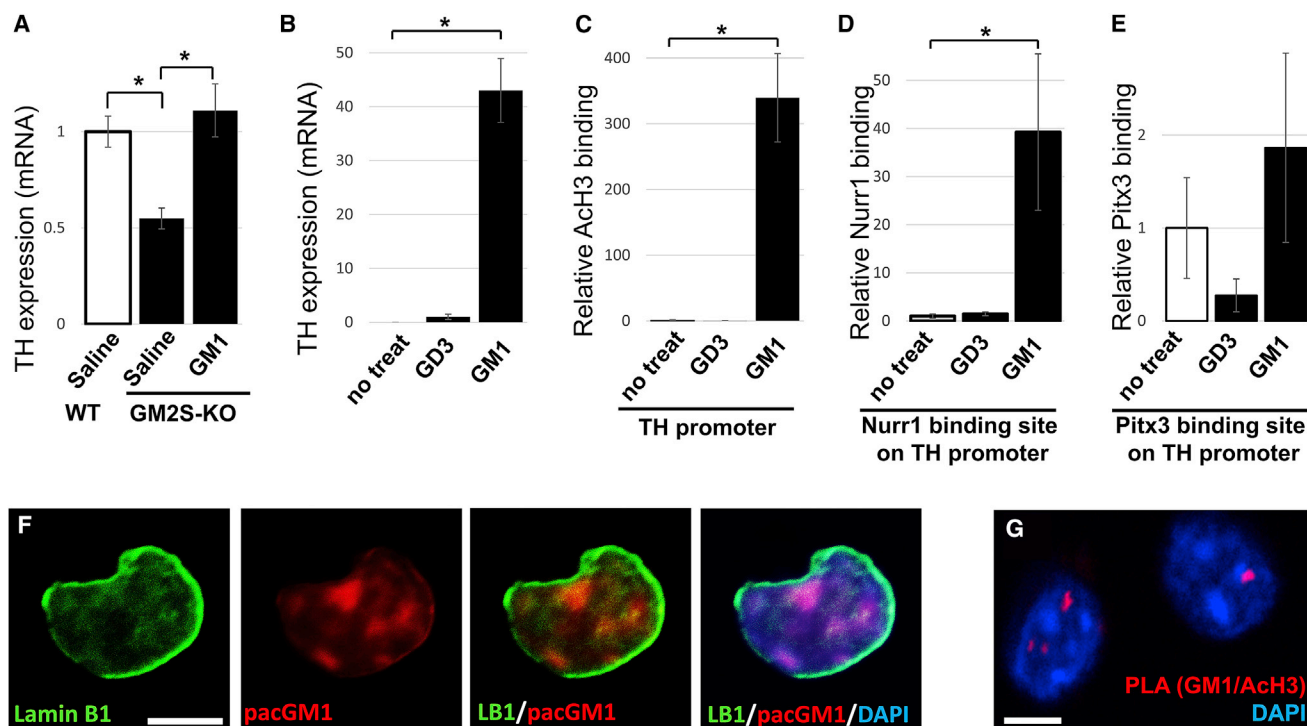 A
TH expression (mRNA)
1
0.5
0
*
*
Saline
Saline
GM1
WT
GM2S-KO
B
TH expression (mRNA)
50
40
30
20
10
0
*
no treat
GD3
GM1
C
Relative AcH3 binding
400
300
200
100
0
*
no treat
GD3
GM1
TH promoter
D
Relative Nurr1 binding
50
40
30
20
10
0
*
no treat
GD3
GM1
Nurr1 binding site
on TH promoter
E
Relative Pitx3 binding
2
1
0
no treat
GD3
GM1
Pitx3 binding site
on TH promoter
F
Lamin B1
pacGM1
LB1/pacGM1
LB1/pacGM1/DAPI
G
PLA (GM1/AcH3)
DAPI